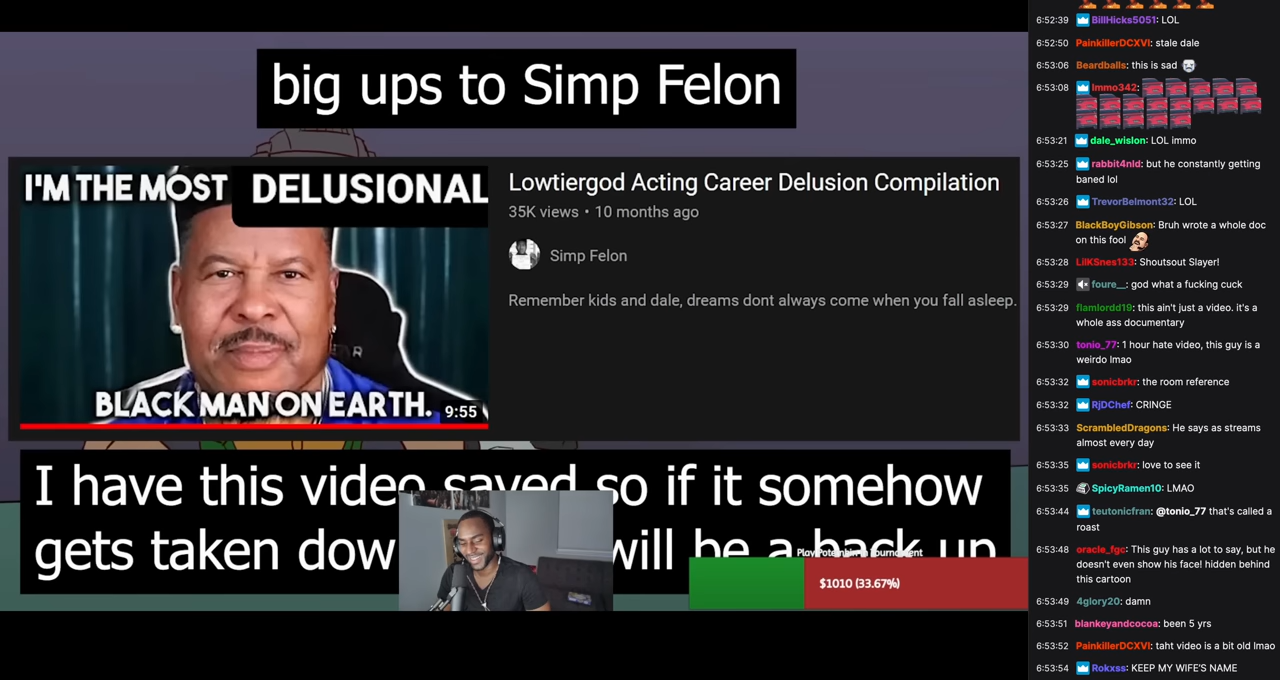 big ups to Simp Felon
I'M THE MOST DELUSIONAL
BLACK MAN ON EARTH.
9:55
Lowtiergod Acting Career Delusion Compilation
35K views • 10 months ago
Simp Felon
Remember kids and dale, dreams dont always come when you fall asleep.
I have this video saved so if it somehow
gets taken dow will be a back up
$1010 (33.67%)
6:52:39 BillHicks5051: LOL
6:52:50 PainkillerDCXVI: stale dale
6:53:06 Beardballs: this is sad
6:53:08 Immo342:
6:53:21 dale_wislon: LOL immo
6:53:25 rabbit4nld: but he constantly getting
baned lol
6:53:26 TrevorBelmont32: LOL
6:53:27 BlackBoyGibson: Bruh wrote a whole doc
on this fool
6:53:28 LilKSnes133: Shoutsout Slayer!
6:53:29 foure__: god what a fucking cuck
6:53:29 flamlordd19: this ain't just a video. it's a
whole ass documentary
6:53:30 tonio_77: 1 hour hate video, this guy is a
weirdo lmao
6:53:32 sonicbrkr: the room reference
6:53:32 RjDChef: CRINGE
6:53:33 ScrambledDragons: He says as streams
almost every day
6:53:35 sonicbrkr: love to see it
6:53:35 SpicyRamen10: LMAO
6:53:44 teutonicfran: @tonio_77 that's called a
roast
6:53:48 oracle_fgc: This guy has a lot to say, but he
doesn't even show his face! hidden behind
this cartoon
6:53:49 4glory20: damn
6:53:51 blankeyandcocoa: been 5 yrs
6:53:52 PainkillerDCXVI: taht video is a bit old lmao
6:53:54 Rokxss: KEEP MY WIFE'S NAME